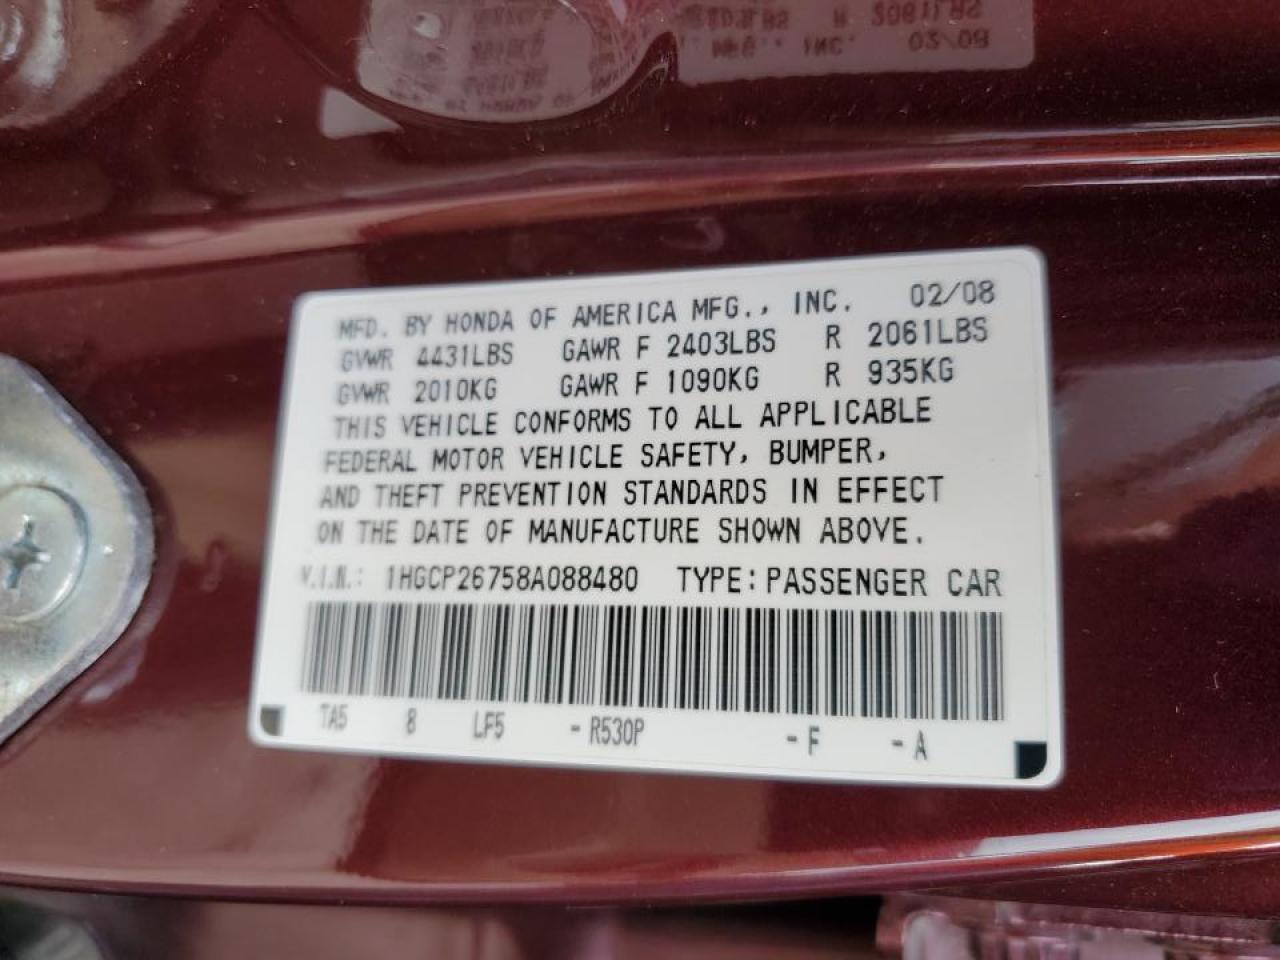 MFD. BY HONDA OF AMERICA MFG., INC. 02/08
GVWR 4431LBS GAWR F 2403LBS R 2061LBS
GVWR 2010KG GAWR F 1090KG R 935KG
THIS VEHICLE CONFORMS TO ALL APPLICABLE
FEDERAL MOTOR VEHICLE SAFETY, BUMPER,
AND THEFT PREVENTION STANDARDS IN EFFECT
ON THE DATE OF MANUFACTURE SHOWN ABOVE.
V.I.N.: 1HGCP26758A088480 TYPE: PASSENGER CAR
TA5 8 LF5 -R530P -F -A